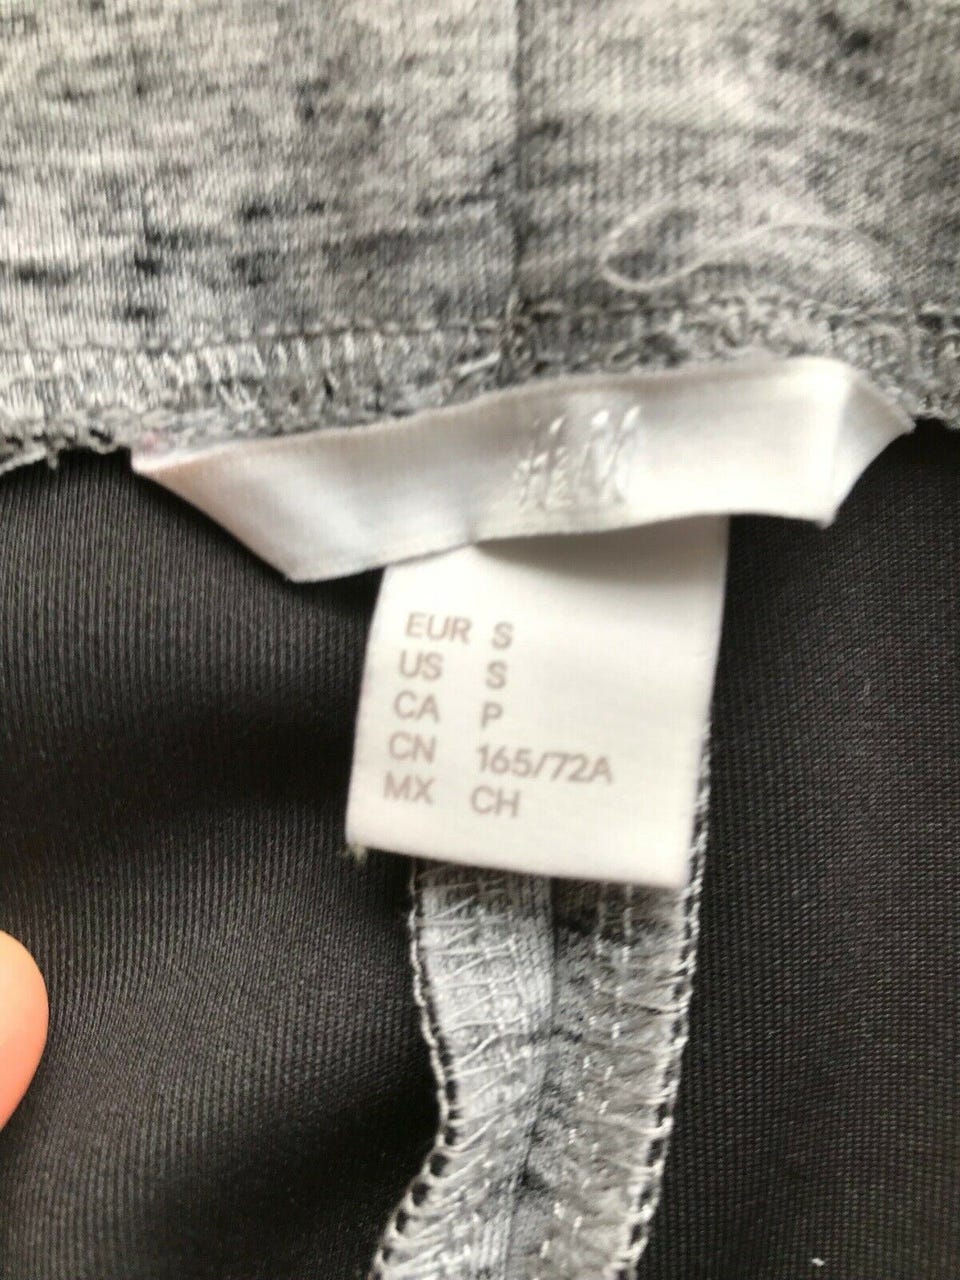 H&M
EUR S
US S
CA P
CN 165/72A
MX CH